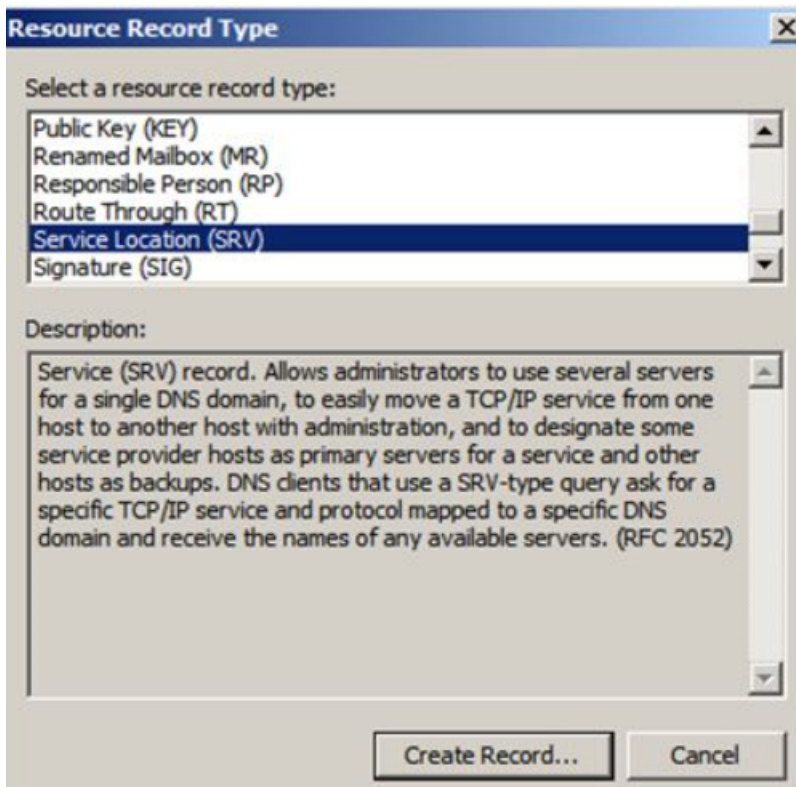 Resource Record Type
Select a resource record type:
Public Key (KEY)
Renamed Mailbox (MR)
Responsible Person (RP)
Route Through (RT)
Service Location (SRV)
Signature (SIG)
Description:
Service (SRV) record. Allows administrators to use several servers
for a single DNS domain, to easily move a TCP/IP service from one
host to another host with administration, and to designate some
service provider hosts as primary servers for a service and other
hosts as backups. DNS clients that use a SRV-type query ask for a
specific TCP/IP service and protocol mapped to a specific DNS
domain and receive the names of any available servers. (RFC 2052)
Create Record... Cancel